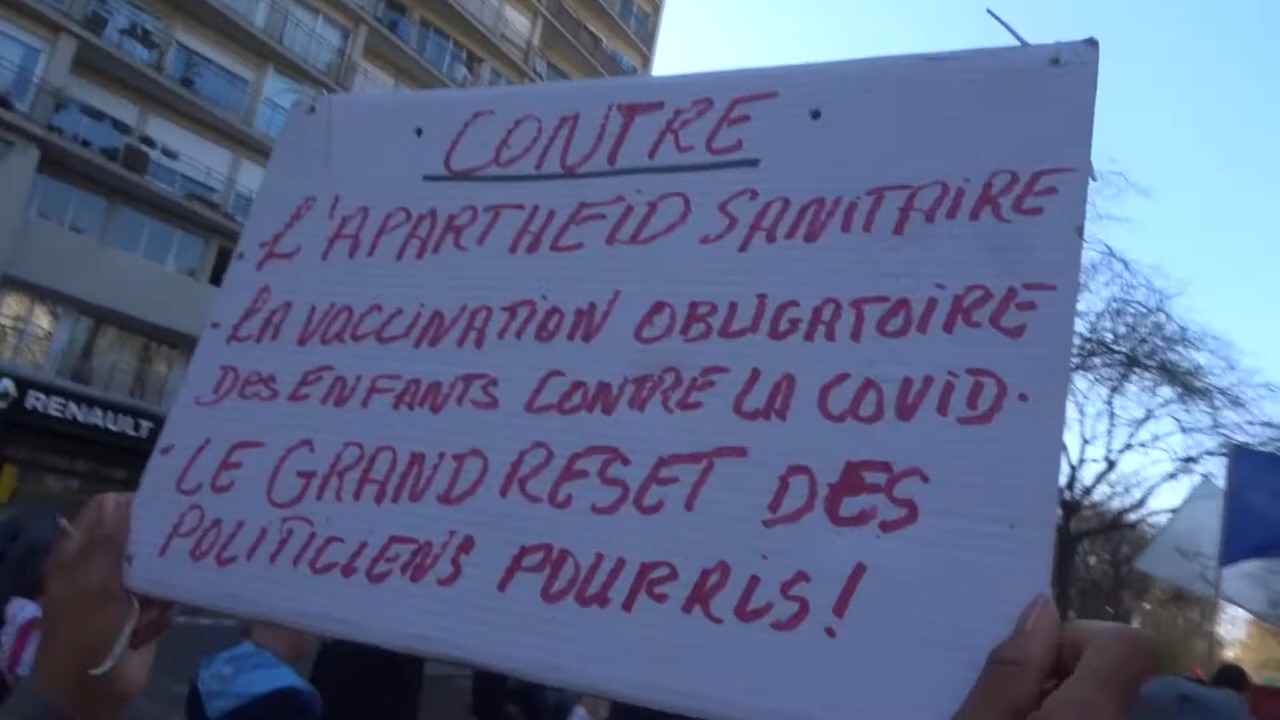 CONTRE
. L'APARTHEID SANITAIRE
- LA VACCINATION OBLIGATOIRE
DES ENFANTS CONTRE LA COVID.
- LE GRAND RESET DES
POLITICIENS POURRIS!
RENAULT